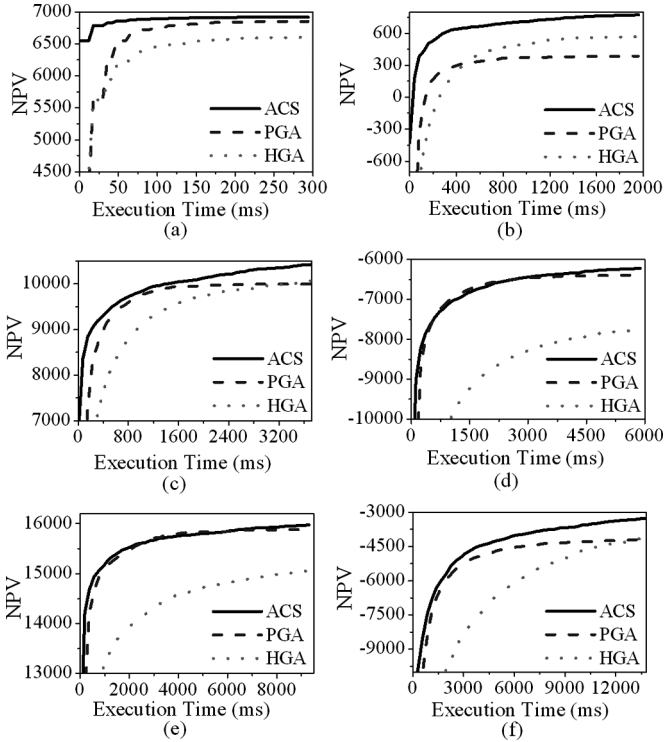 NPV
7000
6500
6000
5500
5000
4500
ACS
PGA
HGA
0 50 100 150 200 250 300
Execution Time (ms)
(a)
NPV
600
300
0
-300
-600
ACS
PGA
HGA
0 400 800 1200 1600 2000
Execution Time (ms)
(b)
NPV
10000
9000
8000
7000
ACS
PGA
HGA
0 800 1600 2400 3200
Execution Time (ms)
(c)
NPV
-6000
-7000
-8000
-9000
-10000
ACS
PGA
HGA
0 1500 3000 4500 6000
Execution Time (ms)
(d)
NPV
16000
15000
14000
13000
ACS
PGA
HGA
0 2000 4000 6000 8000
Execution Time (ms)
(e)
NPV
-3000
-4500
-6000
-7500
-9000
ACS
PGA
HGA
0 3000 6000 9000 12000
Execution Time (ms)
(f)